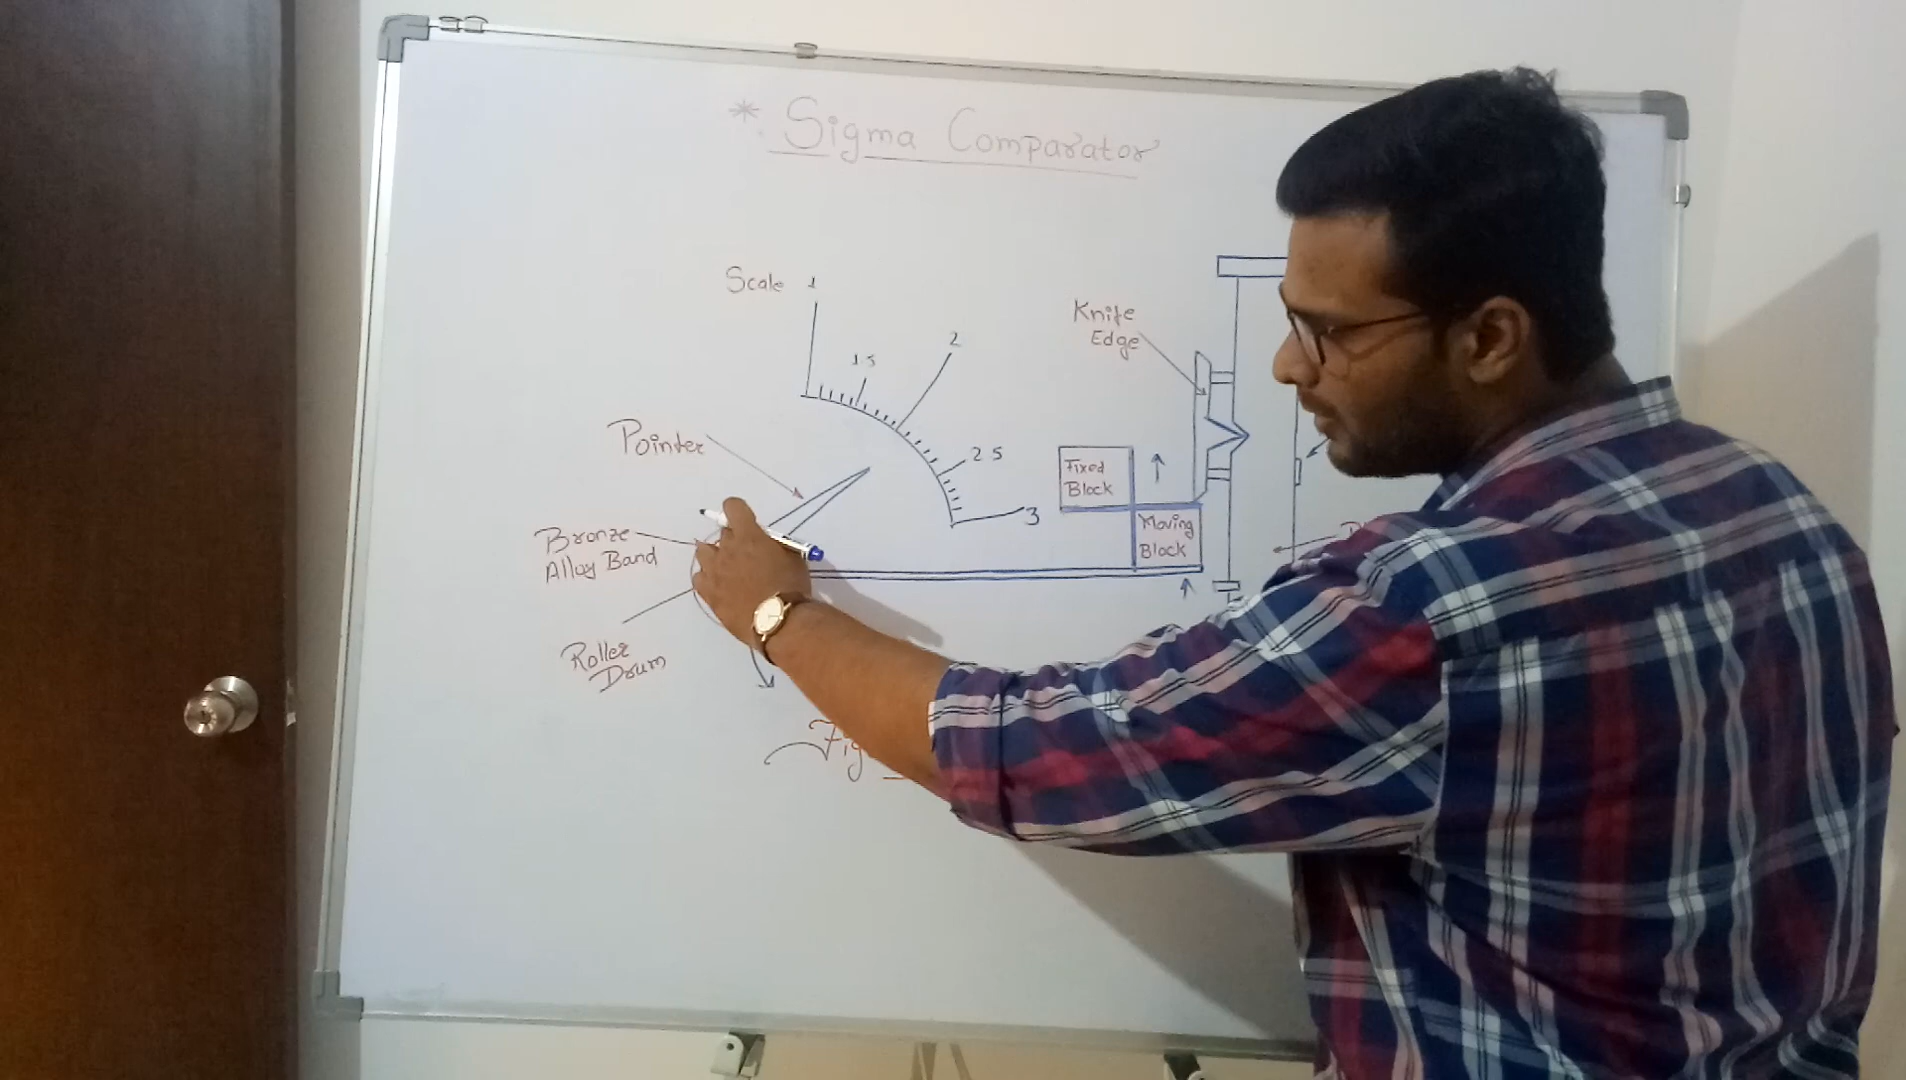 * Sigma Comparator
Scale 1
1.5
2
2.5
3
Pointer
Bronze
Alloy Band
Roller
Drum
Knife
Edge
Fixed
Block
Moving
Block
Fig